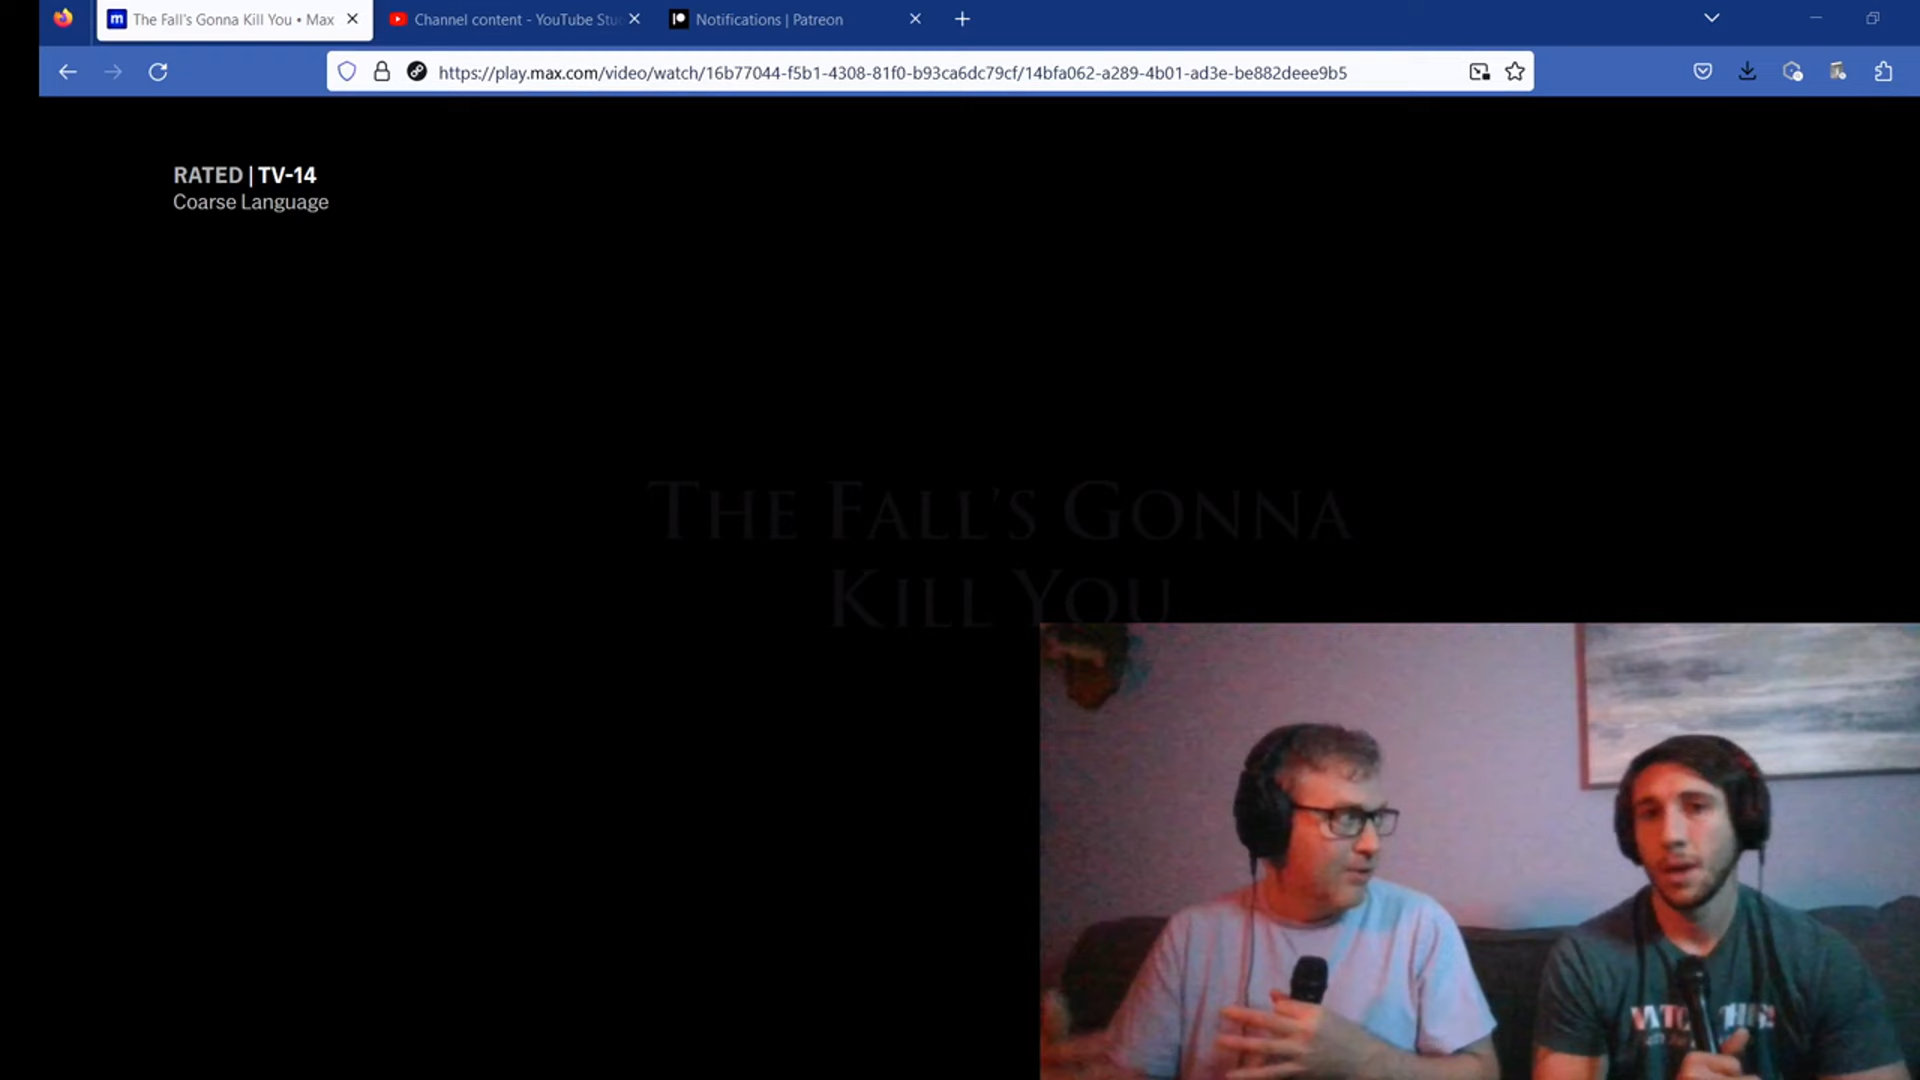 The Fall's Gonna Kill You • Max
Channel content - YouTube Stu
Notifications | Patreon
https://play.max.com/video/watch/16b77044-f5b1-4308-81f0-b93ca6dc79cf/14bfa062-a289-4b01-ad3e-be882deee9b5
RATED | TV-14
Coarse Language
THE FALL'S GONNA
KILL YOU